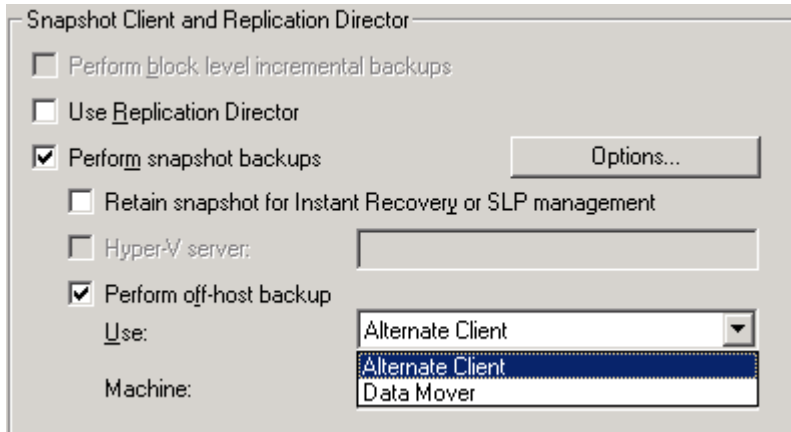 Snapshot Client and Replication Director
Perform block level incremental backups
Use Replication Director
Perform snapshot backups
Options...
Retain snapshot for Instant Recovery or SLP management
Hyper-V server:
Perform off-host backup
Use:
Alternate Client
Alternate Client
Data Mover
Machine: